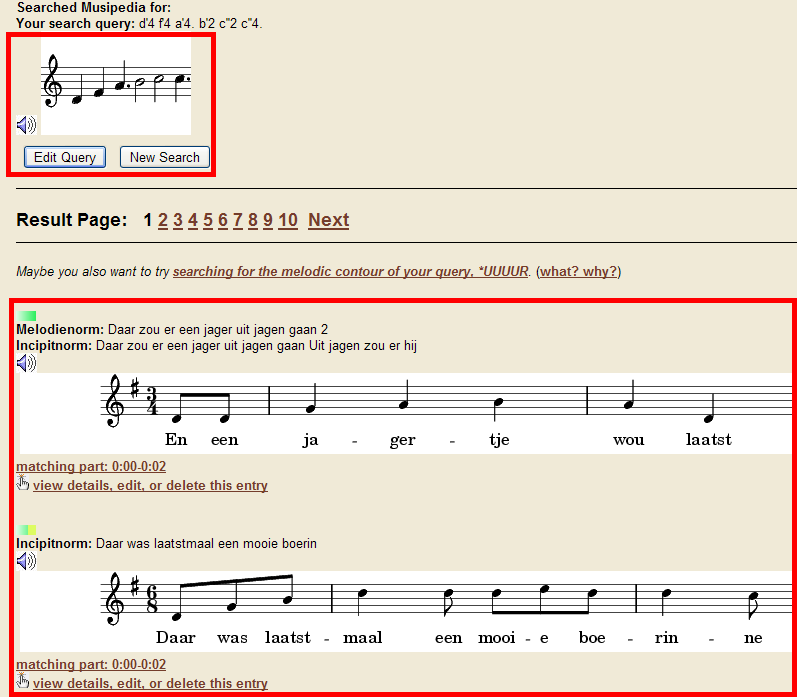 Searched Musipedia for:
Your search query: d'4 f'4 a'4. b'2 c''2 c''4.
Edit Query New Search
Result Page: 1 2 3 4 5 6 7 8 9 10 Next
Maybe you also want to try searching for the melodic contour of your query, *UUUUR. (what? why?)
Melodienorm: Daar zou er een jager uit jagen gaan 2
Incipitnorm: Daar zou er een jager uit jagen gaan Uit jagen zou er hij
3
4
En een ja - ger - tje wou laatst
matching part: 0:00-0:02
view details, edit, or delete this entry
Incipitnorm: Daar was laatstmaal een mooie boerin
6
8
Daar was laatst - maal een mooi - e boe - rin - ne
matching part: 0:00-0:02
view details, edit, or delete this entry